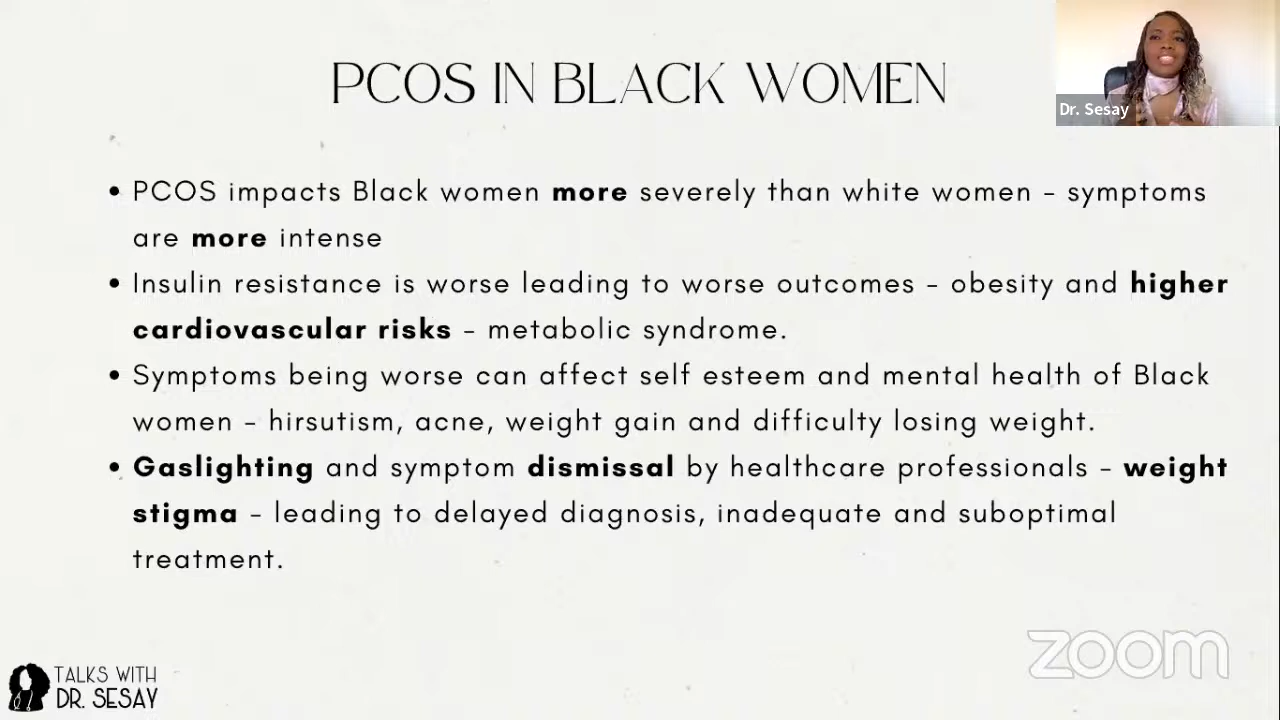 PCOS IN BLACK WOMEN
Dr. Sesay
• PCOS impacts Black women more severely than white women - symptoms
are more intense
• Insulin resistance is worse leading to worse outcomes - obesity and higher
cardiovascular risks - metabolic syndrome.
• Symptoms being worse can affect self esteem and mental health of Black
women - hirsutism, acne, weight gain and difficulty losing weight.
• Gaslighting and symptom dismissal by healthcare professionals - weight
stigma - leading to delayed diagnosis, inadequate and suboptimal
treatment.
zoom
TALKS WITH
DR. SESAY